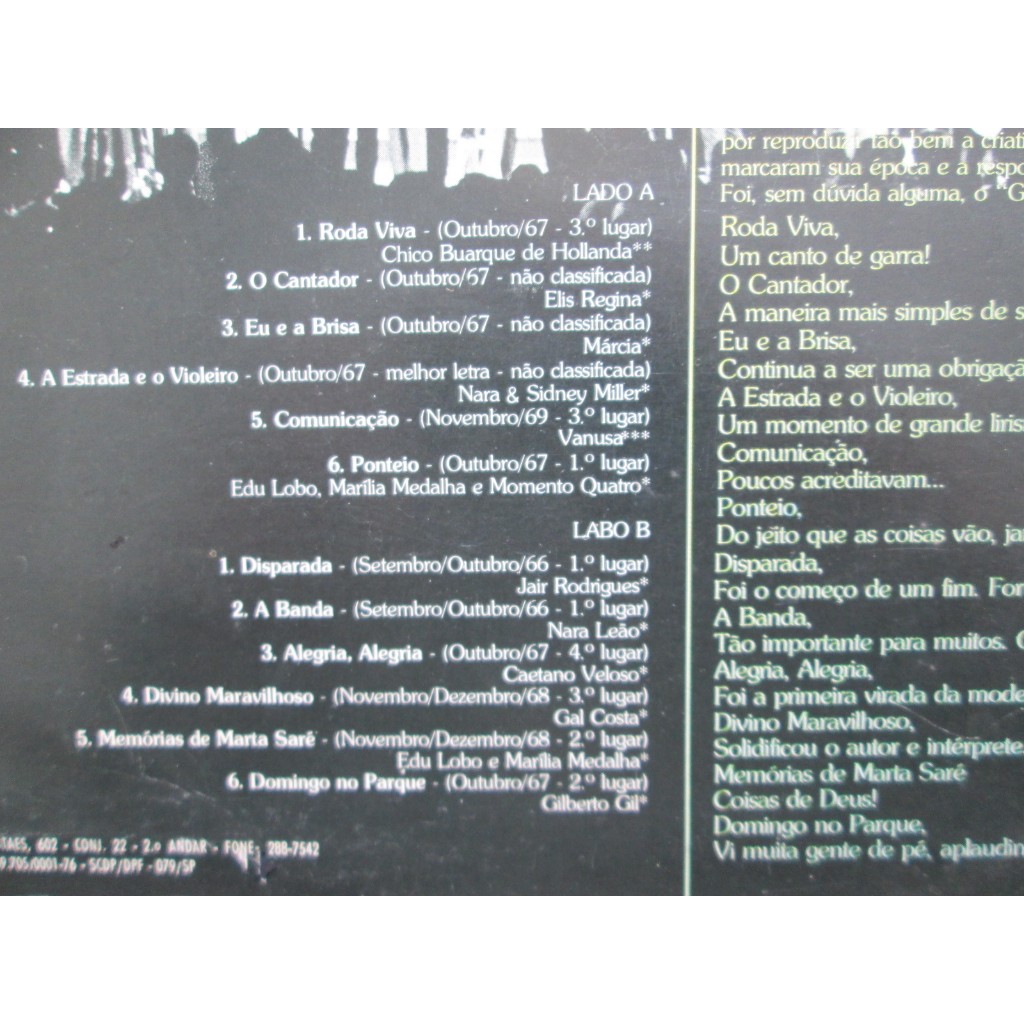 LADO A
1. Roda Viva - (Outubro/67 - 3.º lugar)
Chico Buarque de Hollanda**
2. O Cantador - (Outubro/67 - não classificada)
Elis Regina*
3. Eu e a Brisa - (Outubro/67 - não classificada)
Márcia*
4. A Estrada e o Violeiro - (Outubro/67 - melhor letra - não classificada)
Nara & Sidney Miller*
5. Comunicação - (Novembro/69 - 3.º lugar)
Vanusa***
6. Ponteio - (Outubro/67 - 1.º lugar)
Edu Lobo, Marília Medalha e Momento Quatro*
LADO B
1. Disparada - (Setembro/Outubro/66 - 1.º lugar)
Jair Rodrigues*
2. A Banda - (Setembro/Outubro/66 - 1.º lugar)
Nara Leão*
3. Alegria, Alegria - (Outubro/67 - 4.º lugar)
Caetano Veloso*
4. Divino Maravilhoso - (Novembro/Dezembro/68 - 3.º lugar)
Gal Costa*
5. Memórias de Marta Saré - (Novembro/Dezembro/68 - 2.º lugar)
Edu Lobo e Marília Medalha*
6. Domingo no Parque - (Outubro/67 - 2.º lugar)
Gilberto Gil*
TAES, 602 - CONJ. 22 - 2.o ANDAR - FONE: 288-7542
9.705/0001-76 - SCDP/DPF - 079/SP
por reproduzir tão bem a criati
marcaram sua época e a respo
Foi, sem dúvida alguma, o "G
Roda Viva,
Um canto de garra!
O Cantador,
A maneira mais simples de s
Eu e a Brisa,
Continua a ser uma obrigaçã
A Estrada e o Violeiro,
Um momento de grande liris
Comunicação,
Poucos acreditavam...
Ponteio,
Do jeito que as coisas vão, ja
Disparada,
Foi o começo de um fim. For
A Banda,
Tão importante para muitos.
Alegria, Alegria,
Foi a primeira virada da mode
Divino Maravilhoso,
Solidificou o autor e intérprete
Memórias de Marta Saré
Coisas de Deus!
Domingo no Parque,
Vi muita gente de pé, aplaudin